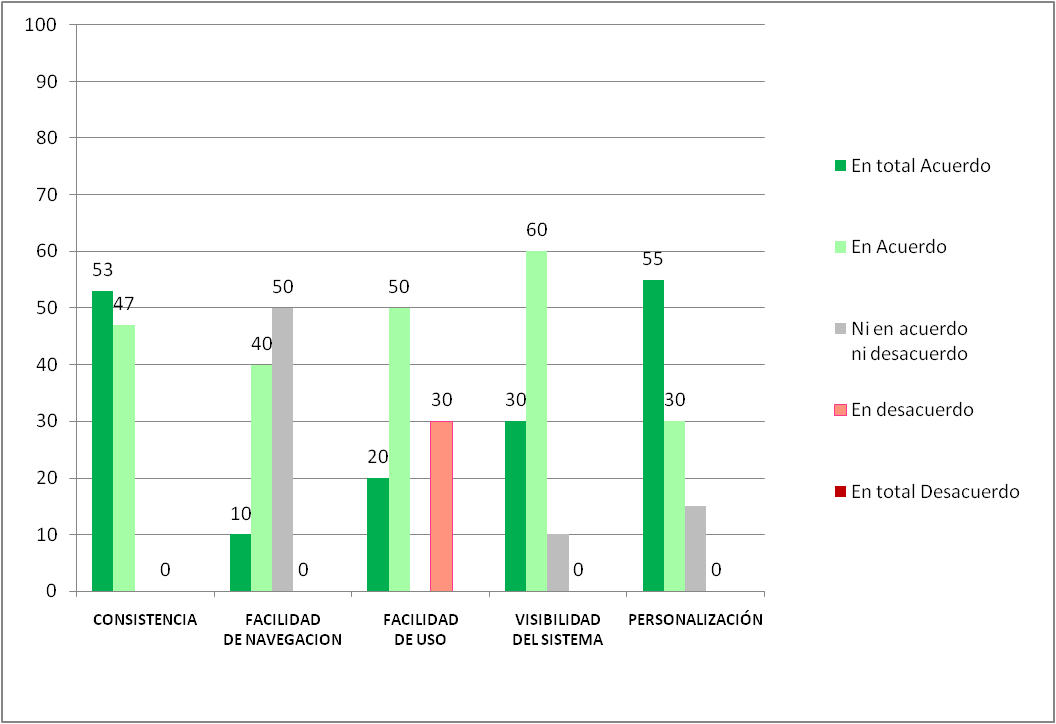 100
90
80
70
60
50
40
30
20
10
0
53
47
0
10
40
50
0
20
50
30
30
60
0
55
30
0
CONSISTENCIA
FACILIDAD
DE NAVEGACION
FACILIDAD
DE USO
VISIBILIDAD
DEL SISTEMA
PERSONALIZACIÓN
En total Acuerdo
En Acuerdo
Ni en acuerdo
ni desacuerdo
En desacuerdo
En total Desacuerdo